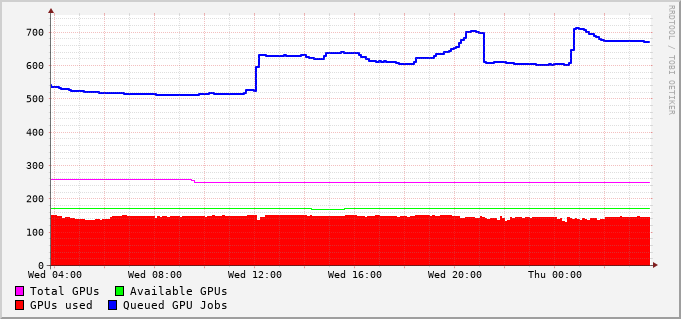 RRDTOOL / TOBI OETIKER
700
600
500
400
300
200
100
0
Wed 04:00 Wed 08:00 Wed 12:00 Wed 16:00 Wed 20:00 Thu 00:00
Total GPUs Available GPUs
GPUs used Queued GPU Jobs